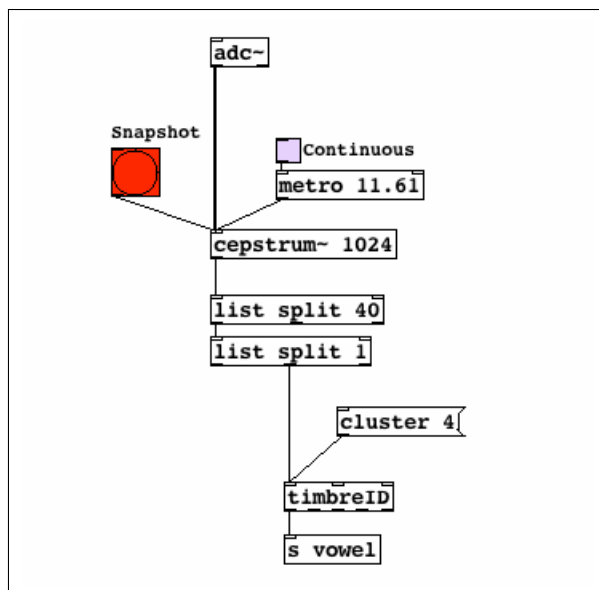 adc~
Snapshot
Continuous
metro 11.61
cepstrum~ 1024
list split 40
list split 1
cluster 4
timbreID
s vowel